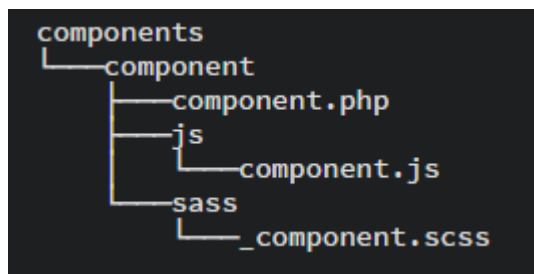 components
└───component
    ├───component.php
    ├───js
    │   └───component.js
    └───sass
        └───_component.scss